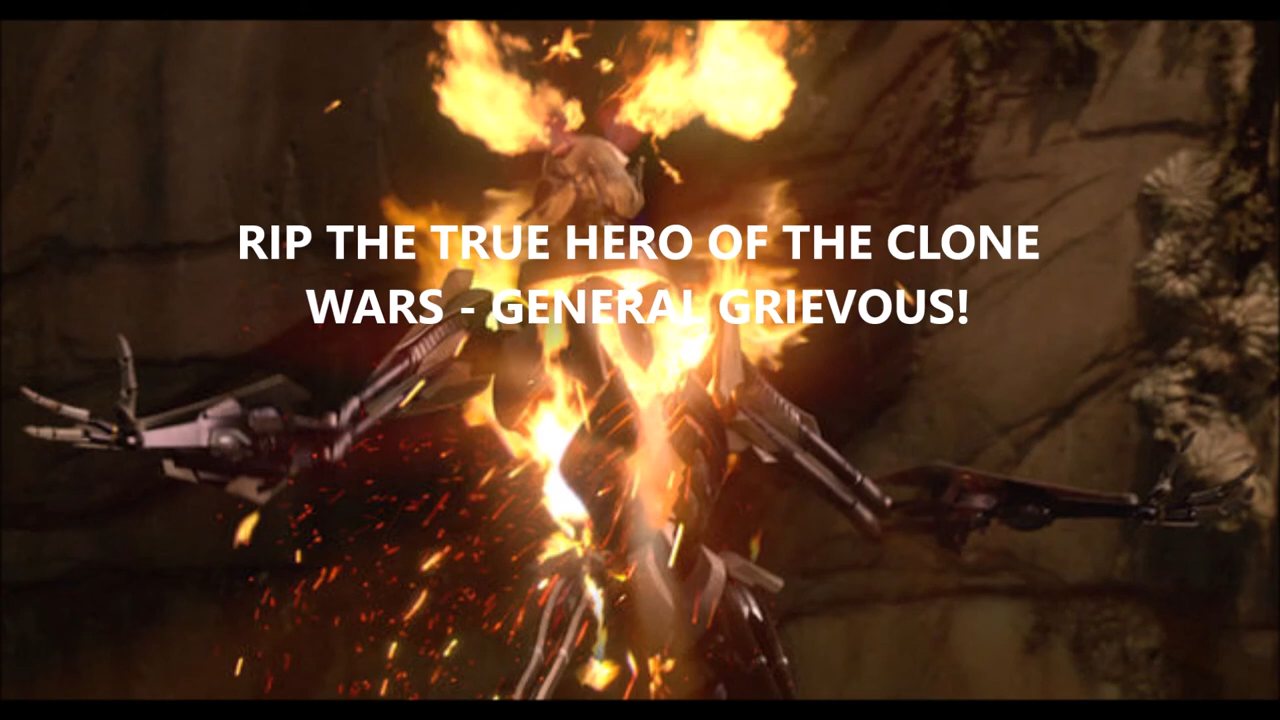 RIP THE TRUE HERO OF THE CLONE
WARS - GENERAL GRIEVOUS!